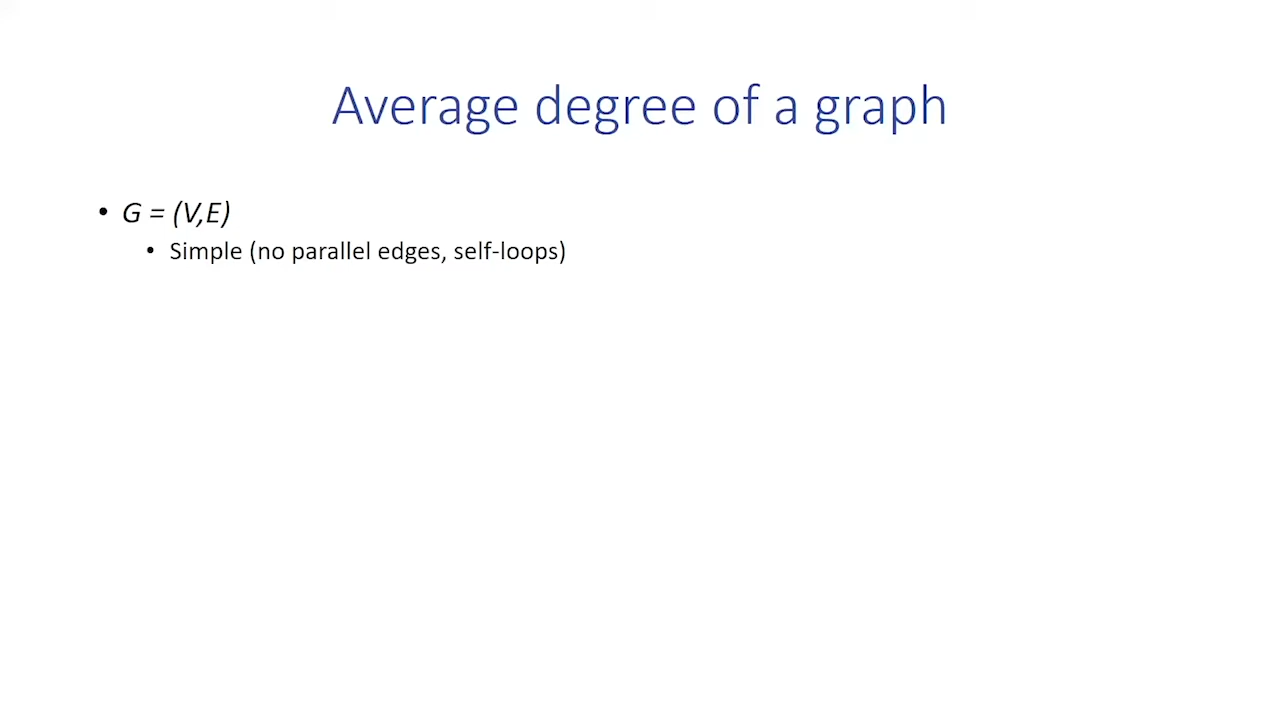 Average degree of a graph
• G = (V,E)
• Simple (no parallel edges, self-loops)